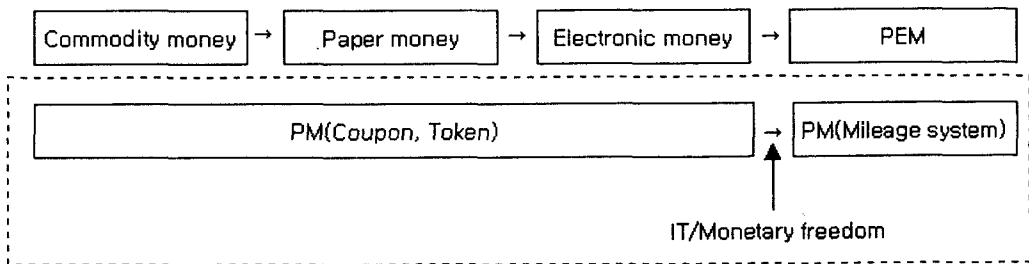 Commodity money → Paper money → Electronic money → PEM
PM(Coupon, Token) → PM(Mileage system)
IT/Monetary freedom